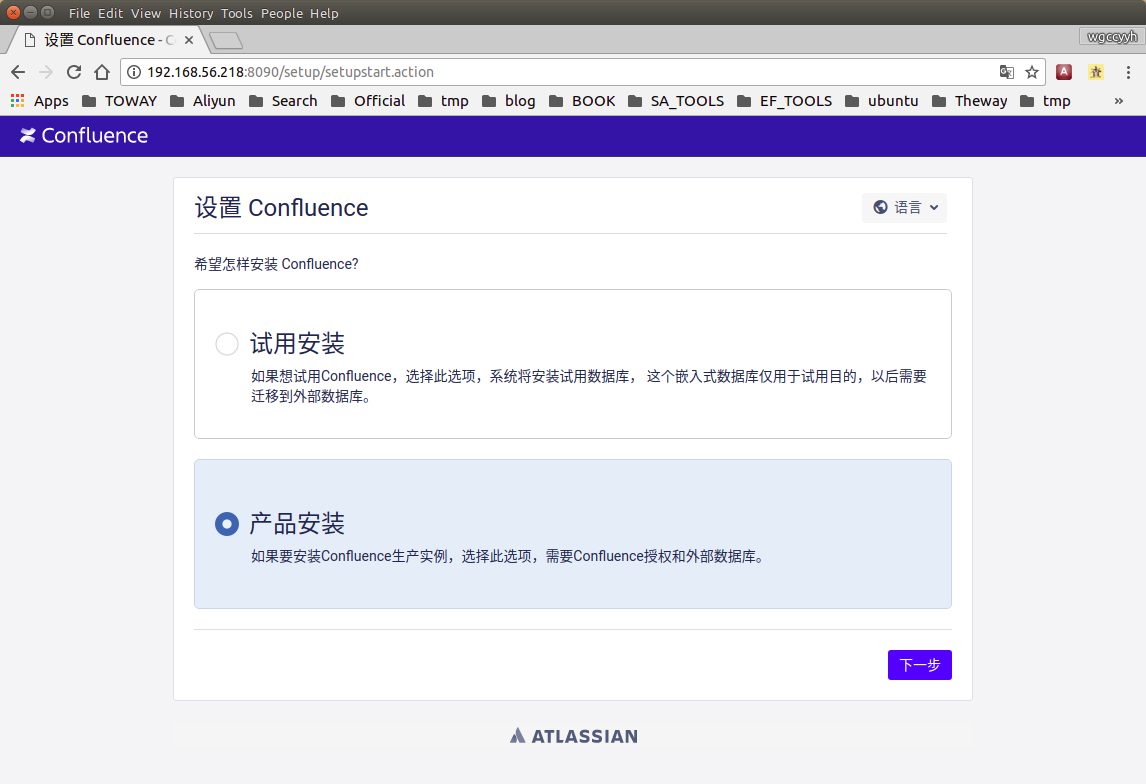 File Edit View History Tools People Help
设置 Confluence - C
wgccyyh
192.168.56.218:8090/setup/setupstart.action
Apps TOWAY Aliyun Search Official tmp blog BOOK SA_TOOLS EF_TOOLS ubuntu Theway tmp »
Confluence
设置 Confluence
语言
希望怎样安装 Confluence?
试用安装
如果想试用Confluence，选择此选项，系统将安装试用数据库， 这个嵌入式数据库仅用于试用目的，以后需要
迁移到外部数据库。
产品安装
如果要安装Confluence生产实例，选择此选项，需要Confluence授权和外部数据库。
下一步
ATLASSIAN